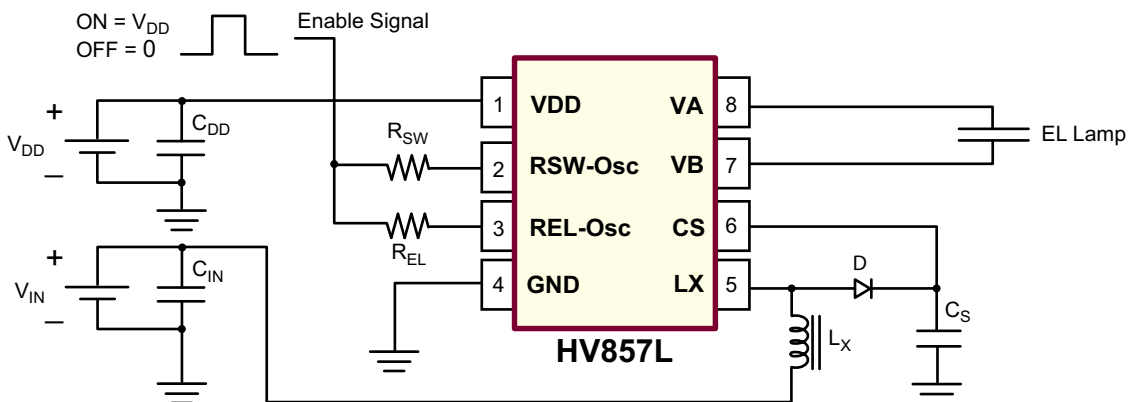 ON = VDD
OFF = 0
Enable Signal
1 VDD VA 8
+
CDD
RSW
EL Lamp
VDD
2 RSW-Osc VB 7
–
3 REL-Osc CS 6
+
CIN
REL
D
VIN
4 GND LX 5
–
CS
LX
HV857L